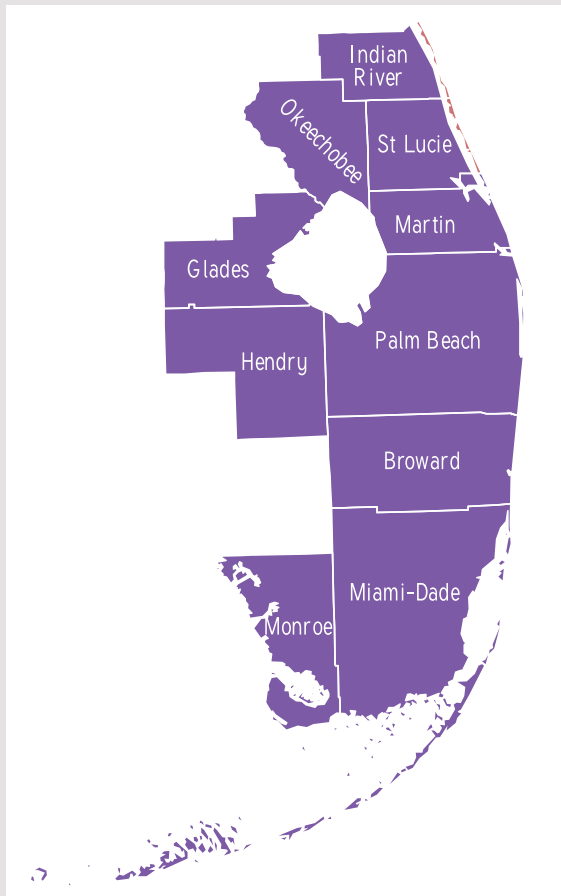 Indian
River
Okeechobee
St Lucie
Martin
Glades
Palm Beach
Hendry
Broward
Miami-Dade
Monroe